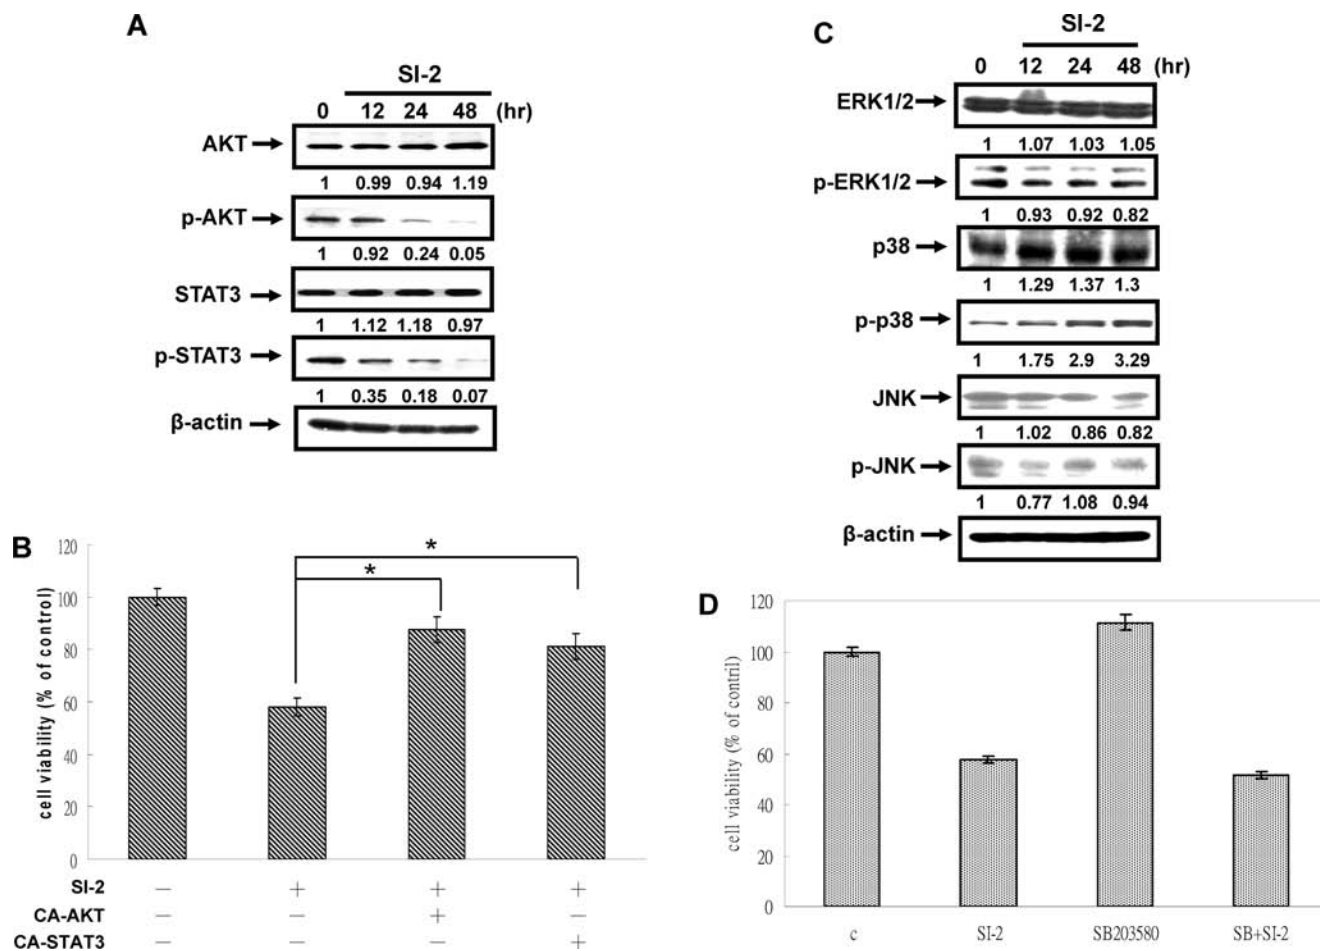 A
SI-2
0 12 24 48 (hr)
AKT
1 0.99 0.94 1.19
p-AKT
1 0.92 0.24 0.05
STAT3
1 1.12 1.18 0.97
p-STAT3
1 0.35 0.18 0.07
β-actin
B
120
100
80
60
40
20
0
cell viability (% of control)
*
*
SI-2 — + + +
CA-AKT — — + —
CA-STAT3 — — — +
C
SI-2
0 12 24 48 (hr)
ERK1/2
1 1.07 1.03 1.05
p-ERK1/2
1 0.93 0.92 0.82
p38
1 1.29 1.37 1.3
p-p38
1 1.75 2.9 3.29
JNK
1 1.02 0.86 0.82
p-JNK
1 0.77 1.08 0.94
β-actin
D
120
100
80
60
40
20
0
cell viability (% of contril)
c SI-2 SB203580 SB+SI-2